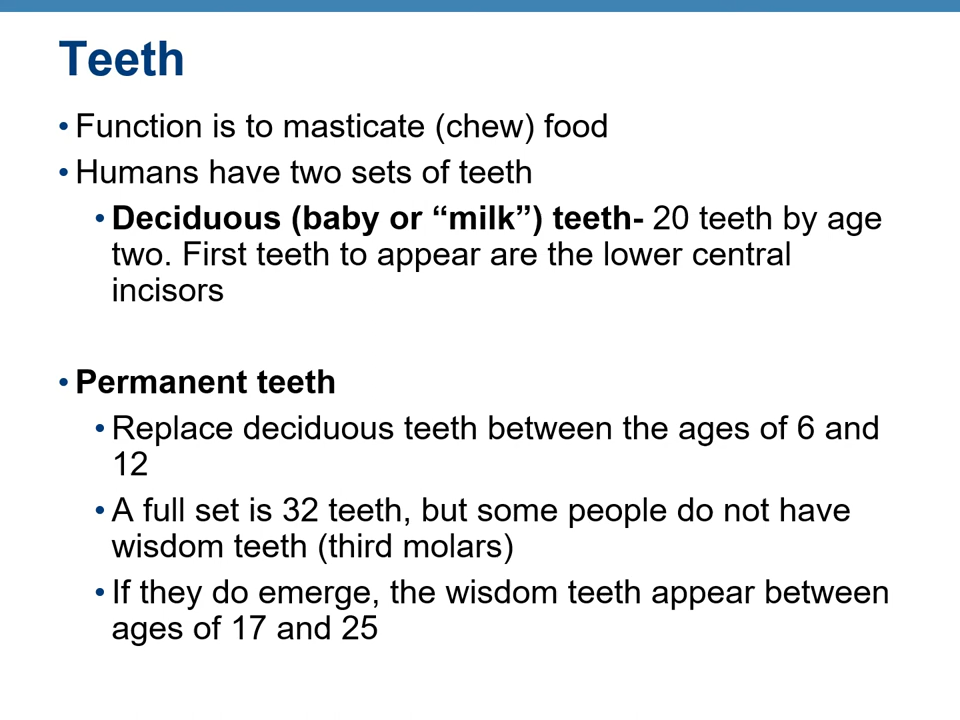 Teeth
• Function is to masticate (chew) food
• Humans have two sets of teeth
• Deciduous (baby or “milk”) teeth- 20 teeth by age
two. First teeth to appear are the lower central
incisors
• Permanent teeth
• Replace deciduous teeth between the ages of 6 and
12
• A full set is 32 teeth, but some people do not have
wisdom teeth (third molars)
• If they do emerge, the wisdom teeth appear between
ages of 17 and 25